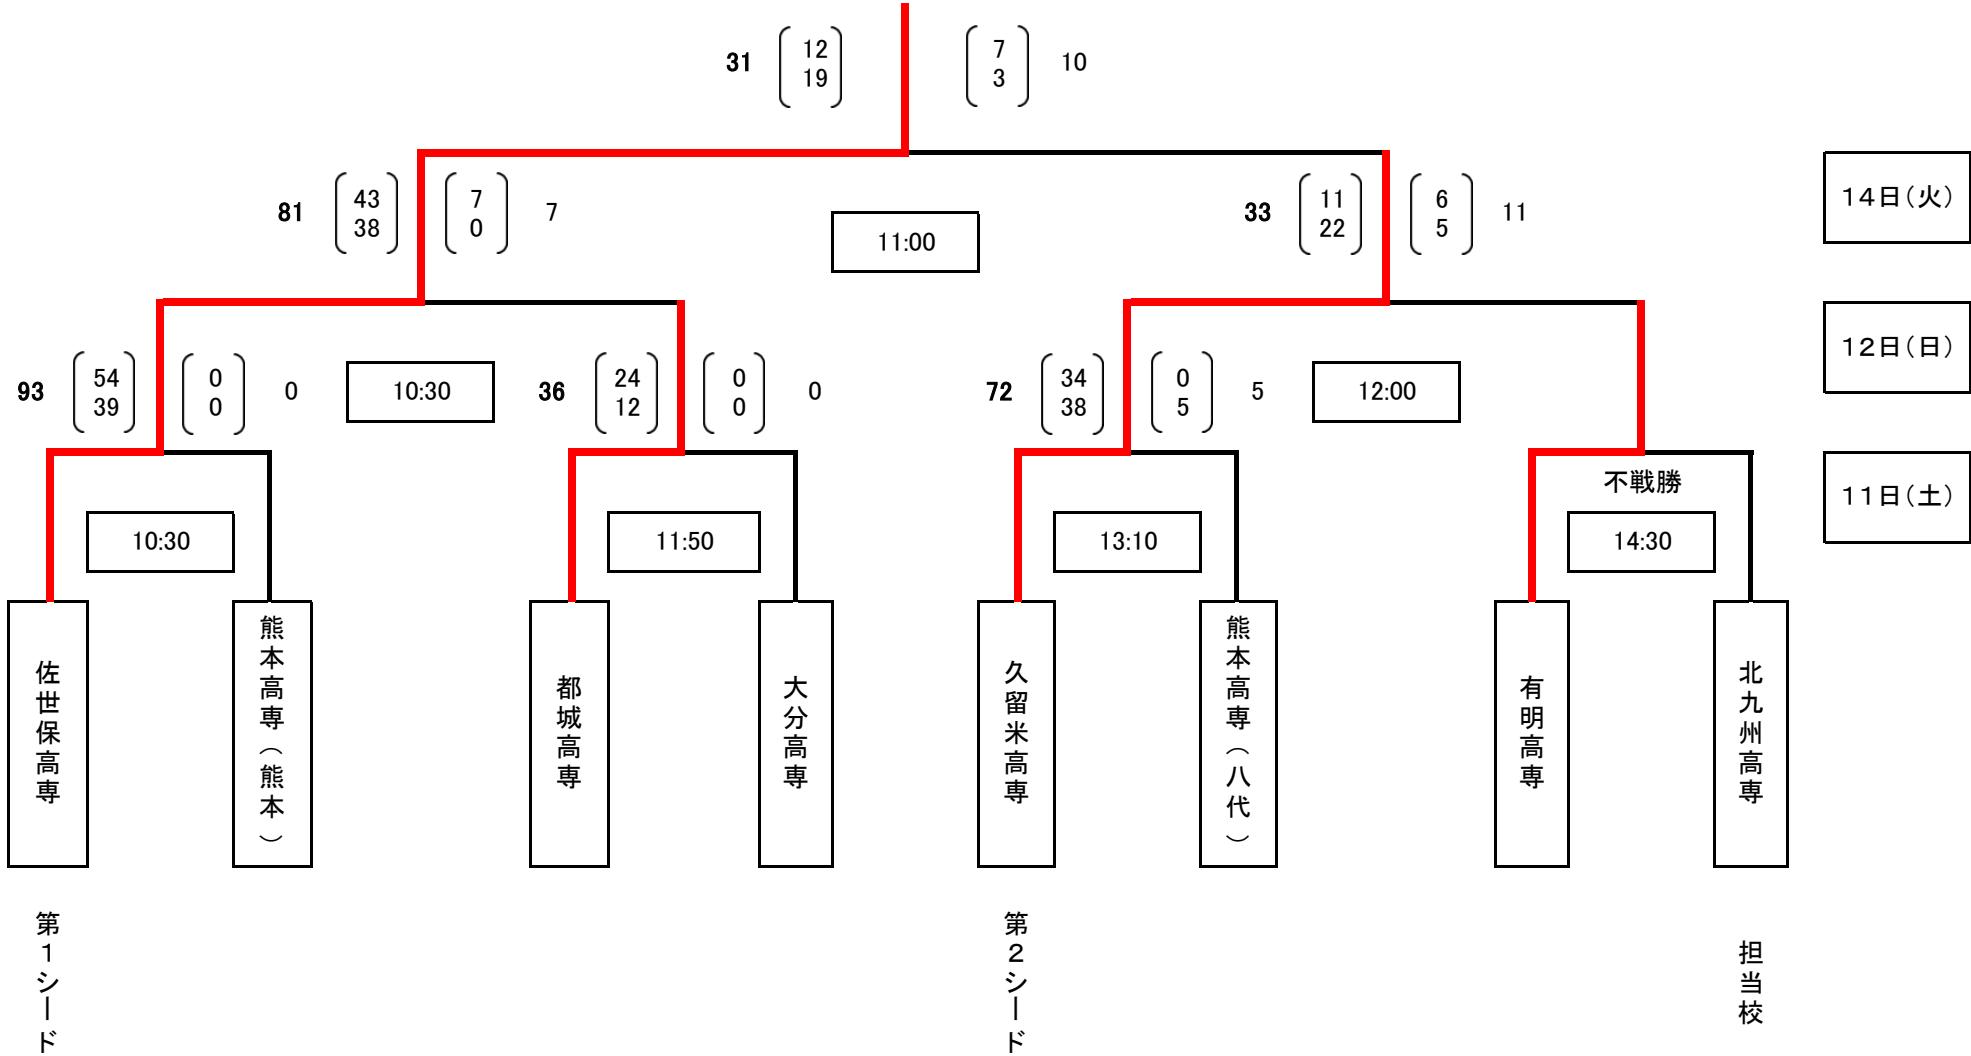 31 12 7 10
19 3
81 43 7 7
38 0
33 11 6 11
22 5
14日(火)
11:00
12日(日)
93 54 0 0
39 0
10:30
36 24 0 0
12 0
72 34 0 5
38 5
12:00
不戦勝
11日(土)
10:30
11:50
13:10
14:30
佐世保高専
熊本高専(熊本)
都城高専
大分高専
久留米高専
熊本高専(八代)
有明高専
北九州高専
第1シード
第2シード
担当校